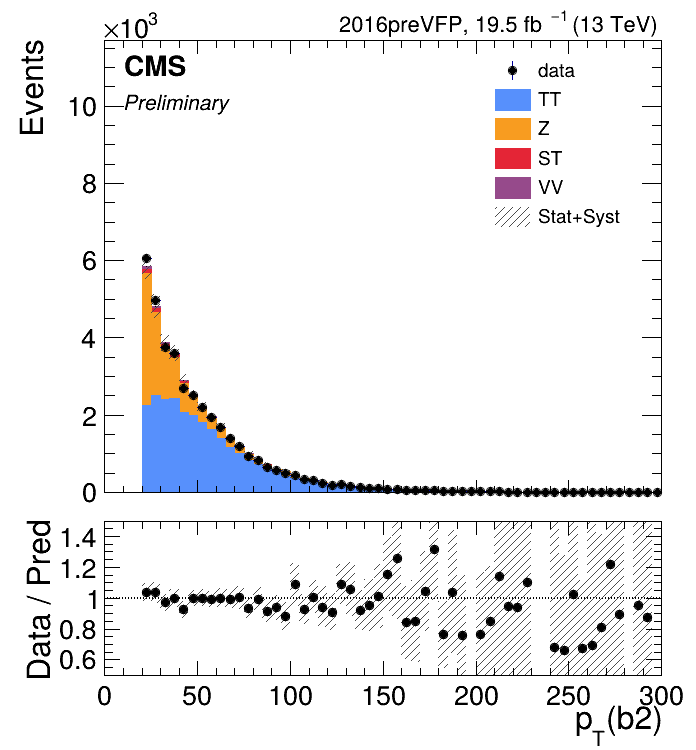 ×10³
2016preVFP, 19.5 fb ⁻¹ (13 TeV)
CMS
Preliminary
Events
data
TT
Z
ST
VV
Stat+Syst
10
8
6
4
2
0
Data / Pred
1.4
1.2
1
0.8
0.6
0 50 100 150 200 250 300
p_T(b2)